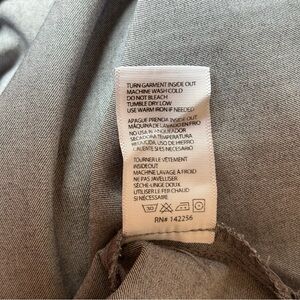 TURN GARMENT INSIDE OUT
MACHINE WASH COLD
DO NOT BLEACH
TUMBLE DRY LOW
USE WARM IRON IF NEEDED
APAGUE PRENDA INSIDE OUT
MÁQUINA DE LAVADO EN FRÍO
NO USA BLANQUEADOR
SECADORA TEMPERATURA
REDUCIDA. USO DE HIERRO
CALIENTE SI ES NECESARIO
TOURNER LE VÊTEMENT
INSIDEOUT
MACHINE LAVAGE À FROID
NE PAS JAVELLISER
SÈCHE-LINGE DOUX
UTILISER LE FER CHAUD
SI NÉCESSAIRE
30
RN# 142256